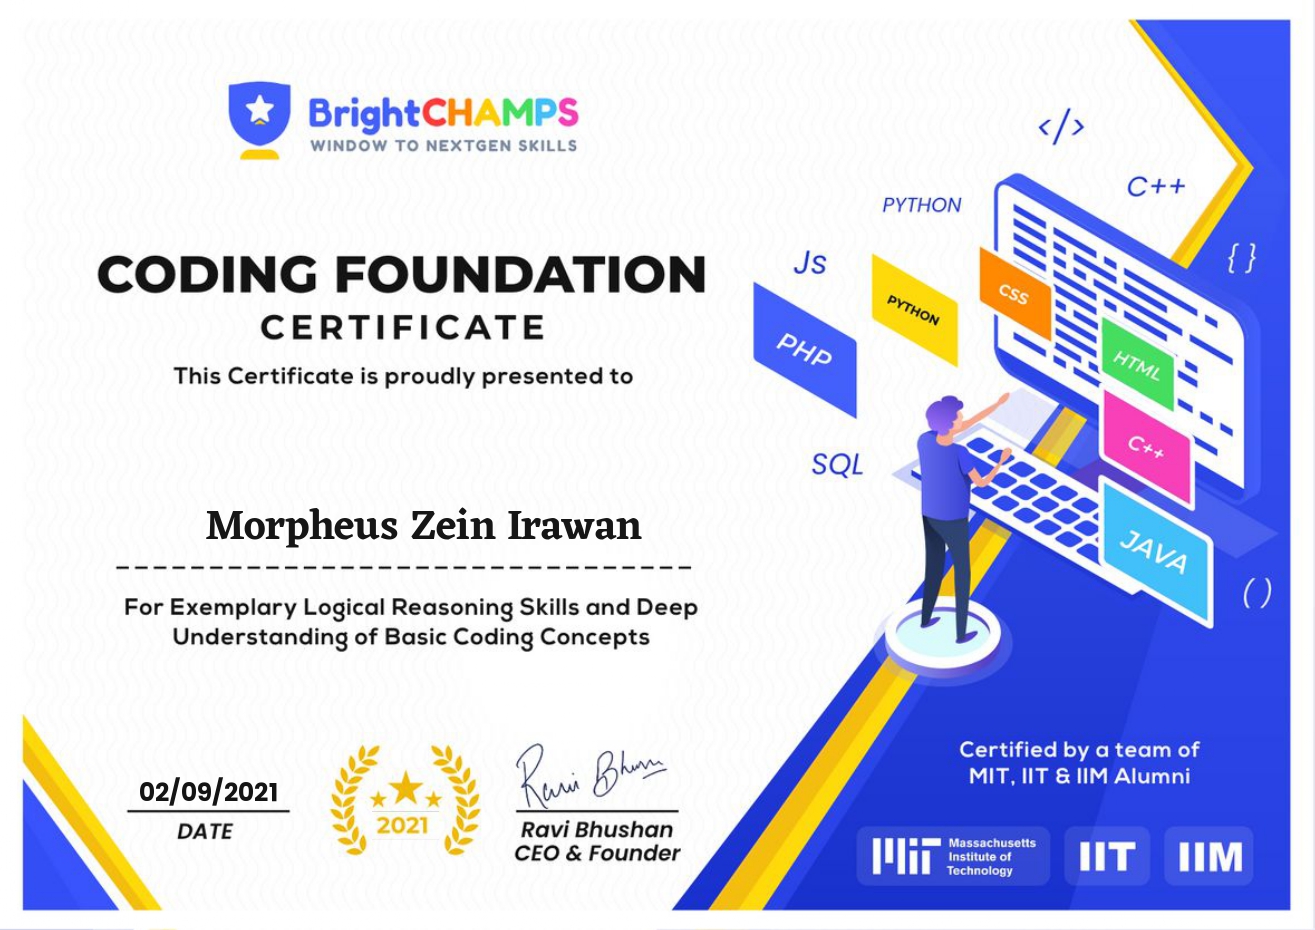 BrightCHAMPS
WINDOW TO NEXTGEN SKILLS
CODING FOUNDATION
CERTIFICATE
This Certificate is proudly presented to
Morpheus Zein Irawan
For Exemplary Logical Reasoning Skills and Deep
Understanding of Basic Coding Concepts
02/09/2021
DATE
2021
Ravi Bhushan
Ravi Bhushan
CEO & Founder
</>
C++
PYTHON
{ }
Js
PYTHON
CSS
PHP
HTML
C++
SQL
JAVA
( )
Certified by a team of
MIT, IIT & IIM Alumni
MIT
Massachusetts
Institute of
Technology
IIT
IIM